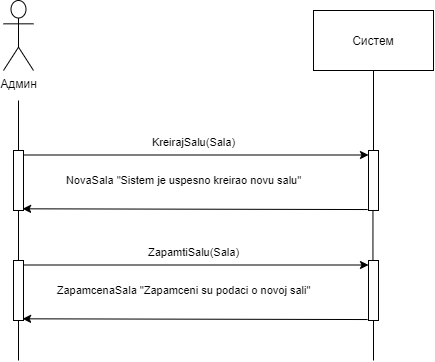 Админ
Систем
KreirajSalu(Sala)
NovaSala "Sistem je uspesno kreirao novu salu"
ZapamtiSalu(Sala)
ZapamcenaSala "Zapamceni su podaci o novoj sali"